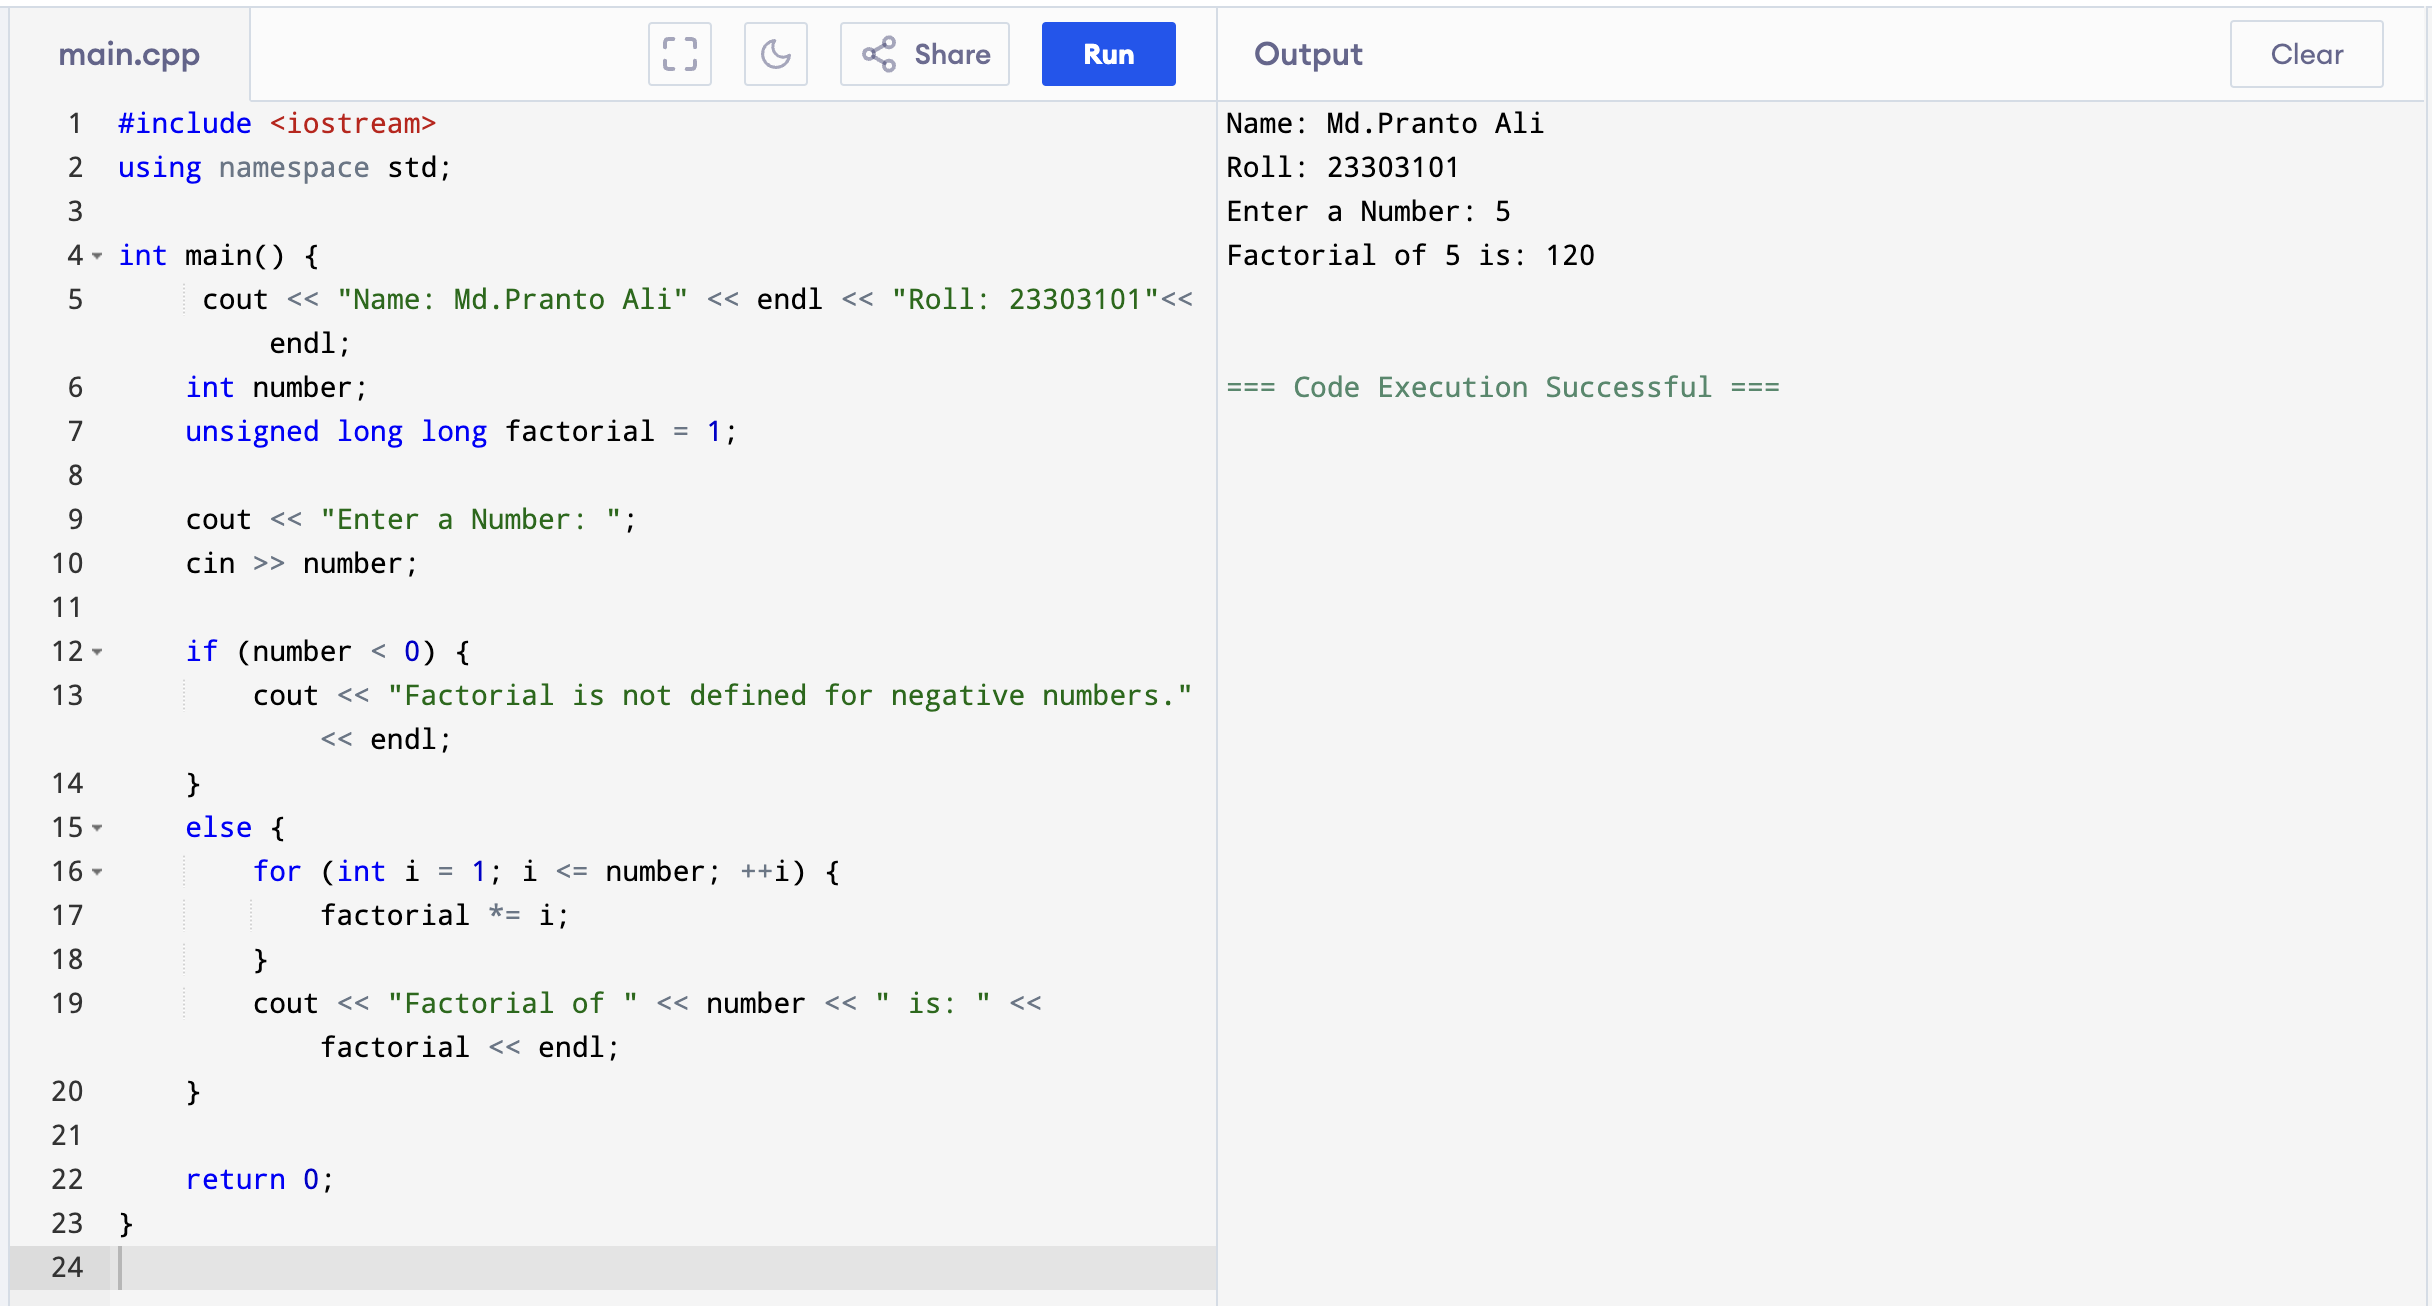 main.cpp
Share
Run
Output
Clear
1 #include <iostream>
2 using namespace std;
3
4 int main() {
5 cout << "Name: Md.Pranto Ali" << endl << "Roll: 23303101"<<
endl;
6 int number;
7 unsigned long long factorial = 1;
8
9 cout << "Enter a Number: ";
10 cin >> number;
11
12 if (number < 0) {
13 cout << "Factorial is not defined for negative numbers."
<< endl;
14 }
15 else {
16 for (int i = 1; i <= number; ++i) {
17 factorial *= i;
18 }
19 cout << "Factorial of " << number << " is: " <<
factorial << endl;
20 }
21
22 return 0;
23 }
24
Name: Md.Pranto Ali
Roll: 23303101
Enter a Number: 5
Factorial of 5 is: 120
=== Code Execution Successful ===